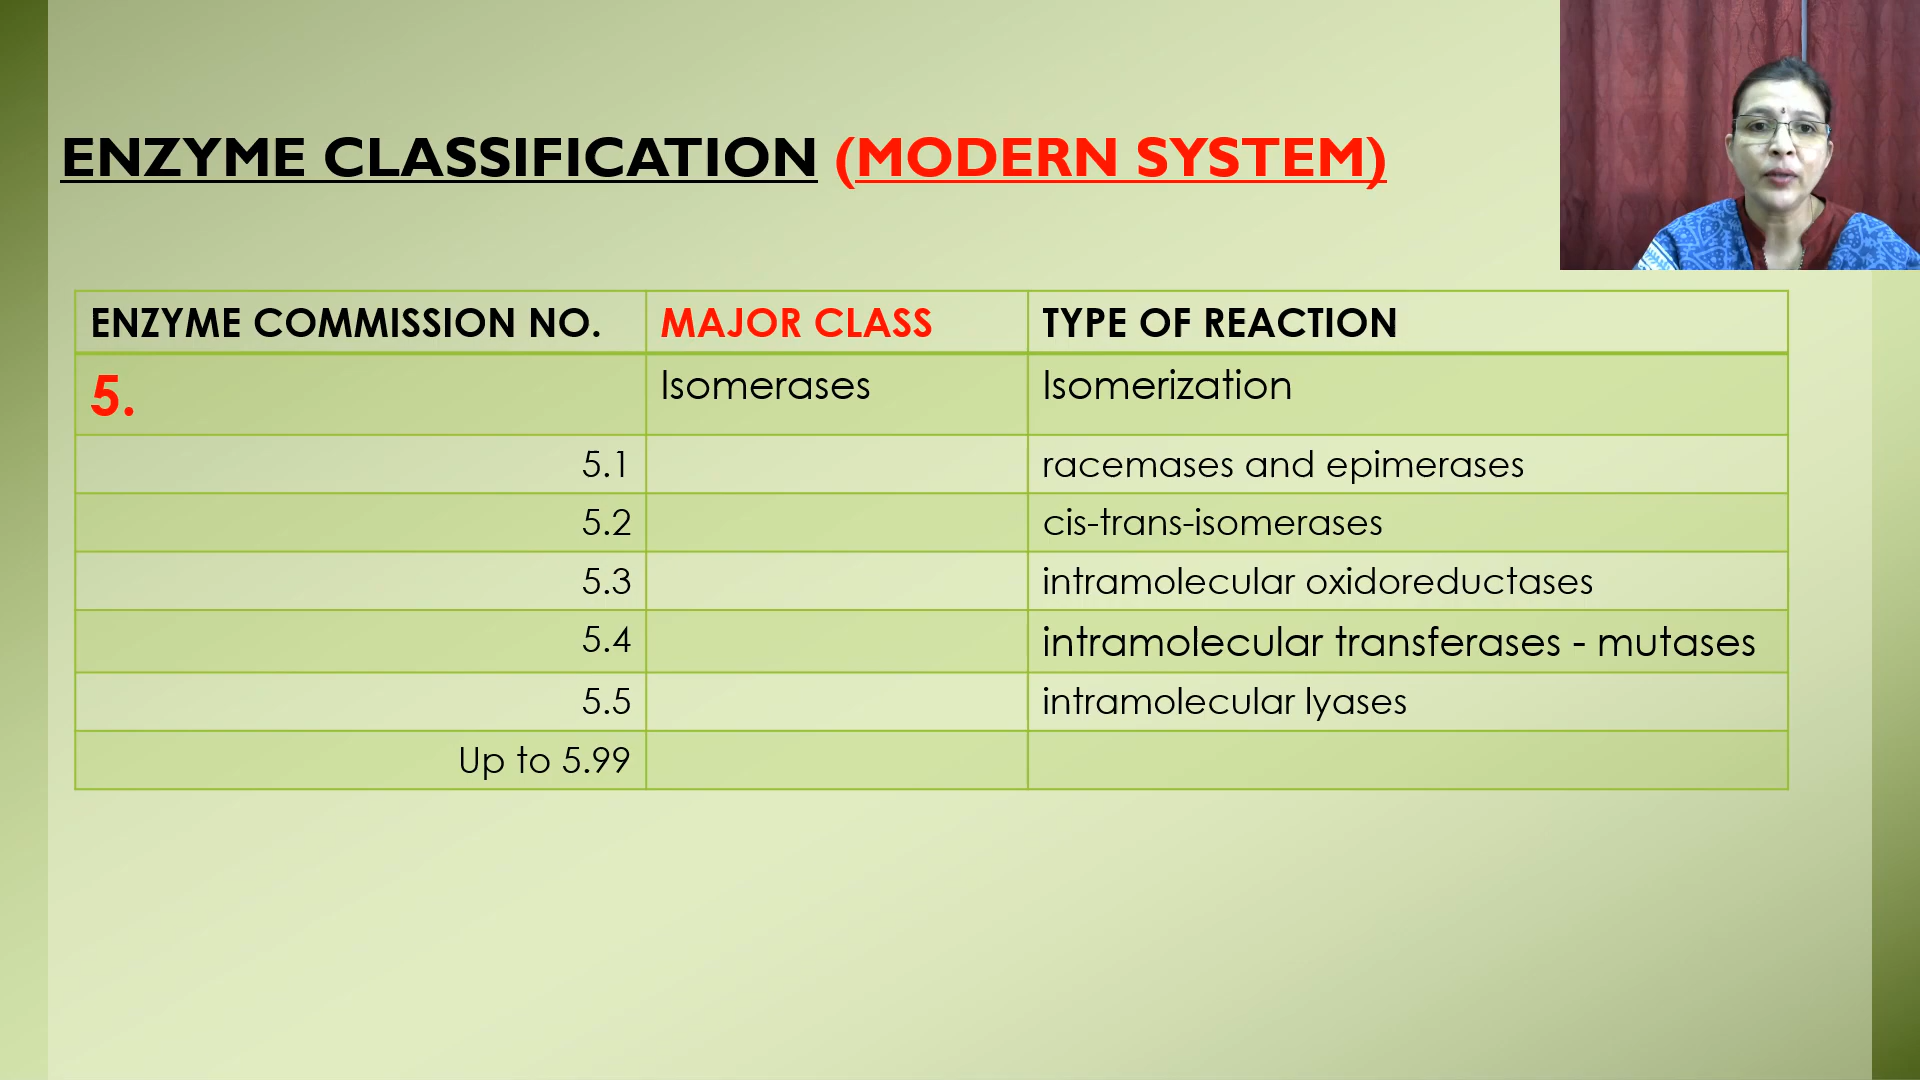 ENZYME CLASSIFICATION (MODERN SYSTEM)
ENZYME COMMISSION NO. MAJOR CLASS TYPE OF REACTION
5. Isomerases Isomerization
5.1 racemases and epimerases
5.2 cis-trans-isomerases
5.3 intramolecular oxidoreductases
5.4 intramolecular transferases - mutases
5.5 intramolecular lyases
Up to 5.99